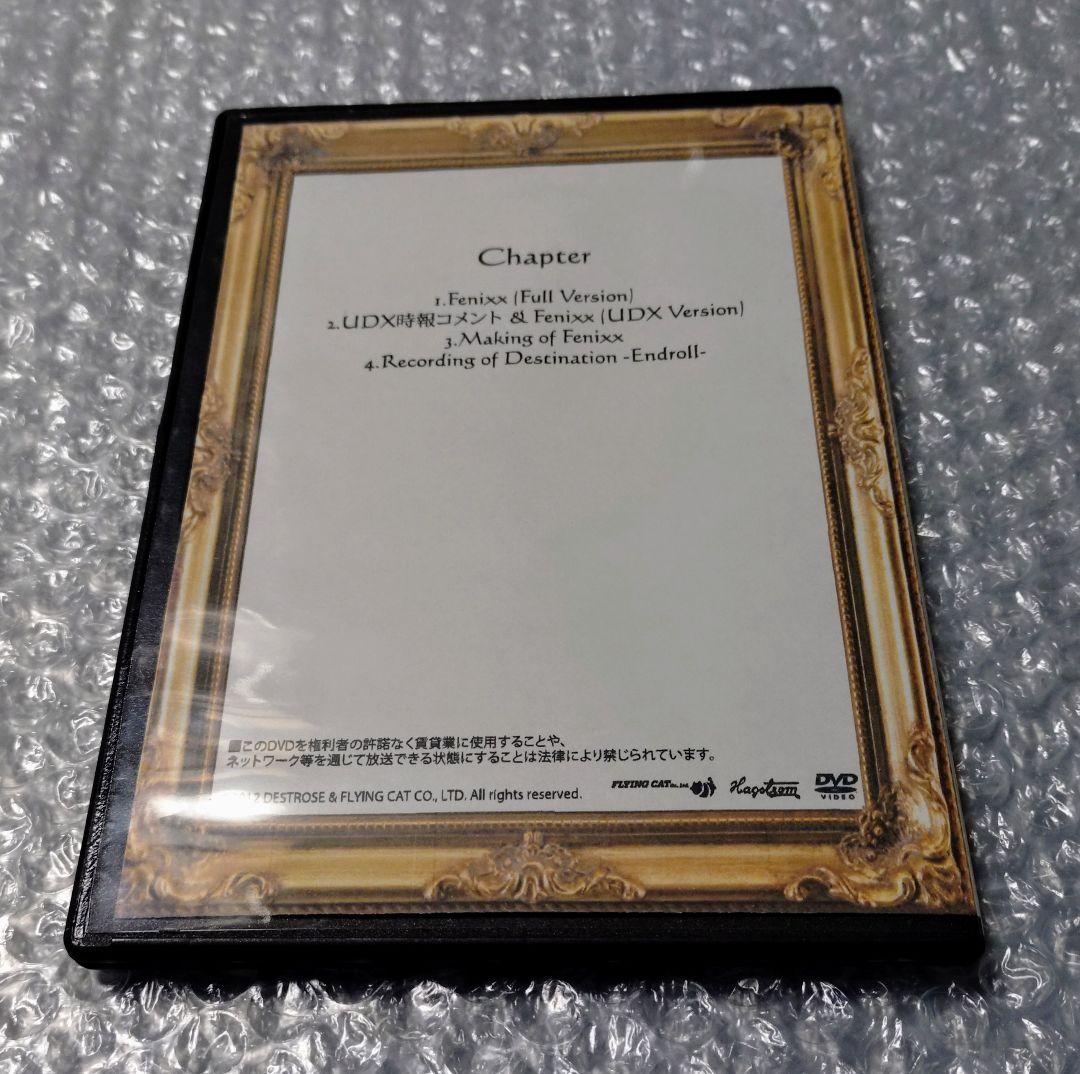 Chapter
1.Fenixx (Full Version)
2.UDX時報コメント & Fenixx (UDX Version)
3.Making of Fenixx
4.Recording of Destination -Endroll-
■このDVDを権利者の許諾なく賃貸業に使用することや、
ネットワーク等を通じて放送できる状態にすることは法律により禁じられています。
2012 DESTROSE & FLYING CAT CO., LTD. All rights reserved.
FLYING CAT Co., Ltd. Hagstrom DVD VIDEO